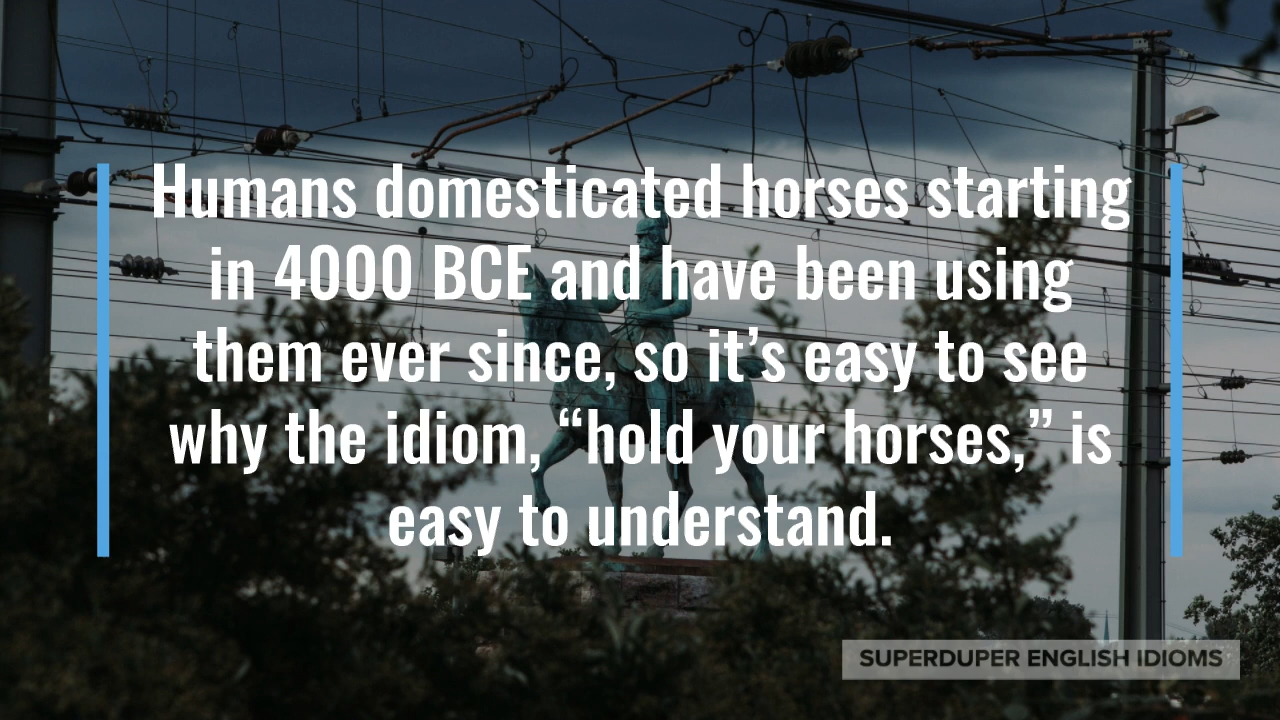 Humans domesticated horses starting
in 4000 BCE and have been using
them ever since, so it’s easy to see
why the idiom, “hold your horses,” is
easy to understand.
SUPERDUPER ENGLISH IDIOMS